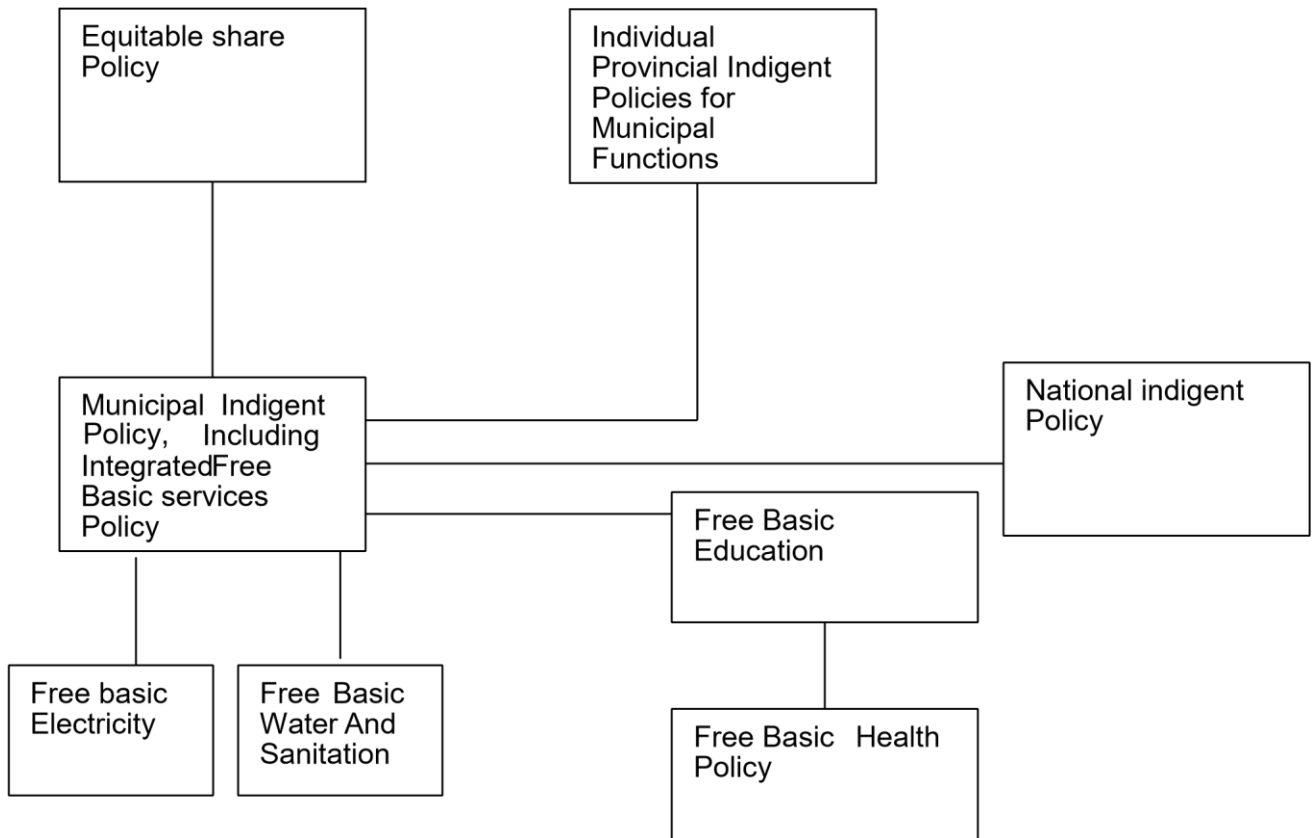 Equitable share
Policy
Individual
Provincial Indigent
Policies for
Municipal
Functions
Municipal Indigent
Policy, Including
IntegratedFree
Basic services
Policy
National indigent
Policy
Free Basic
Education
Free basic
Electricity
Free Basic
Water And
Sanitation
Free Basic Health
Policy